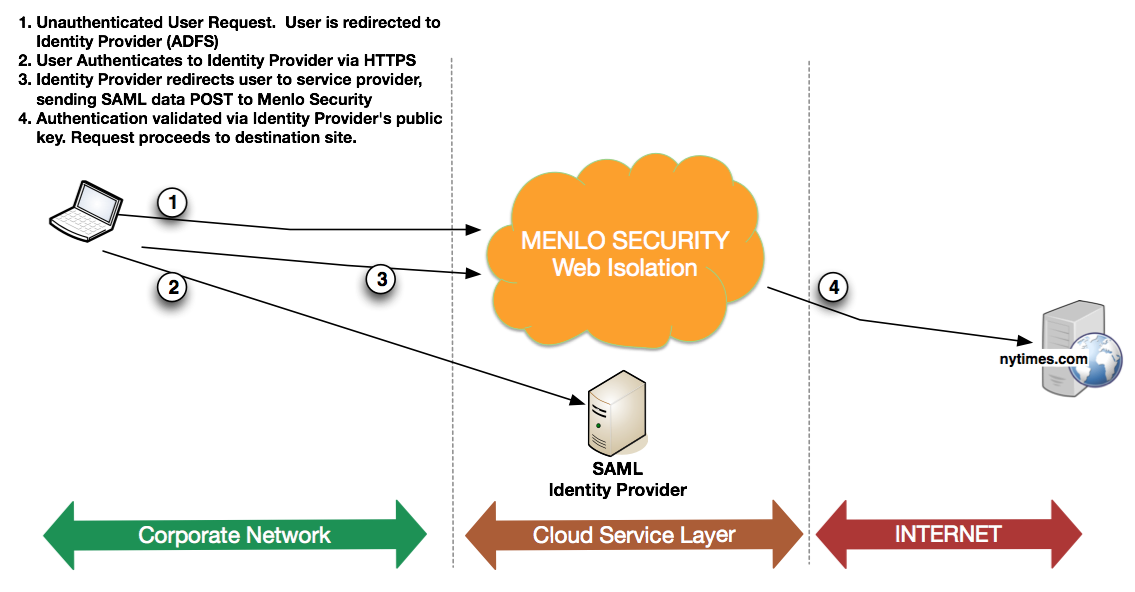 1. Unauthenticated User Request.  User is redirected to
Identity Provider (ADFS)
2. User Authenticates to Identity Provider via HTTPS
3. Identity Provider redirects user to service provider,
sending SAML data POST to Menlo Security
4. Authentication validated via Identity Provider's public
key. Request proceeds to destination site.
1
MENLO SECURITY
Web Isolation
3
2
4
nytimes.com
SAML
Identity Provider
Corporate Network
Cloud Service Layer
INTERNET